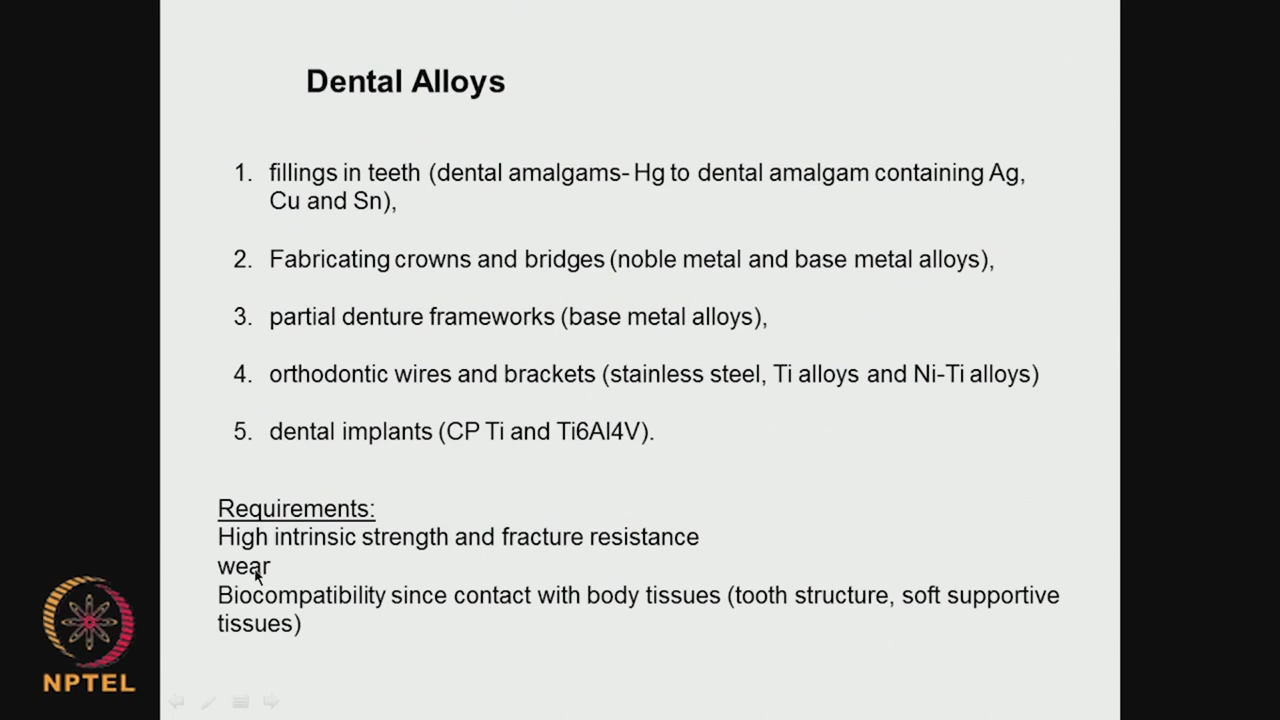 Dental Alloys
1. fillings in teeth (dental amalgams- Hg to dental amalgam containing Ag,
Cu and Sn),
2. Fabricating crowns and bridges (noble metal and base metal alloys),
3. partial denture frameworks (base metal alloys),
4. orthodontic wires and brackets (stainless steel, Ti alloys and Ni-Ti alloys)
5. dental implants (CP Ti and Ti6Al4V).
Requirements:
High intrinsic strength and fracture resistance
wear
Biocompatibility since contact with body tissues (tooth structure, soft supportive
tissues)
NPTEL